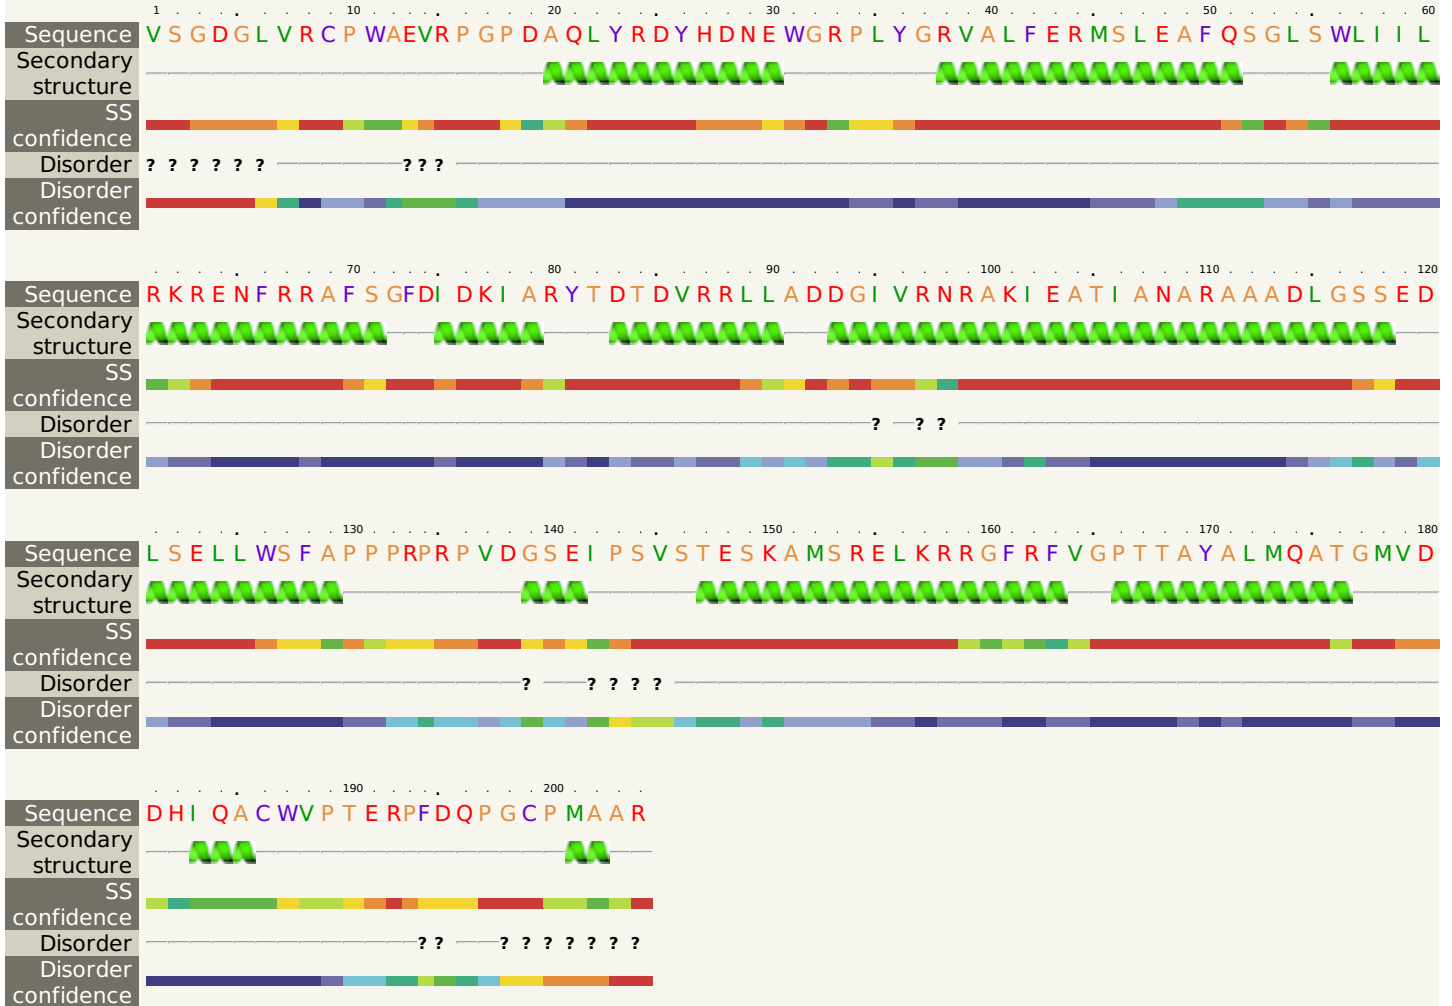 1 10 20 30 40 50 60
Sequence V S G D G L V R C P W A E V R P G P D A Q L Y R D Y H D N E W G R P L Y G R V A L F E R M S L E A F Q S G L S W L I I L
Secondary
structure
SS
confidence
Disorder ? ? ? ? ? ? ? ? ?
Disorder
confidence
70 80 90 100 110 120
Sequence R K R E N F R R A F S G F D I D K I A R Y T D T D V R R L L A D D G I V R N R A K I E A T I A N A R A A A D L G S S E D
Secondary
structure
SS
confidence
Disorder ? ? ?
Disorder
confidence
130 140 150 160 170 180
Sequence L S E L L W S F A P P P R P R P V D G S E I P S V S T E S K A M S R E L K R R G F R F V G P T T A Y A L M Q A T G M V D
Secondary
structure
SS
confidence
Disorder ? ? ? ? ?
Disorder
confidence
190 200
Sequence D H I Q A C W V P T E R P F D Q P G C P M A A R
Secondary
structure
SS
confidence
Disorder ? ? ? ? ? ? ? ? ?
Disorder
confidence